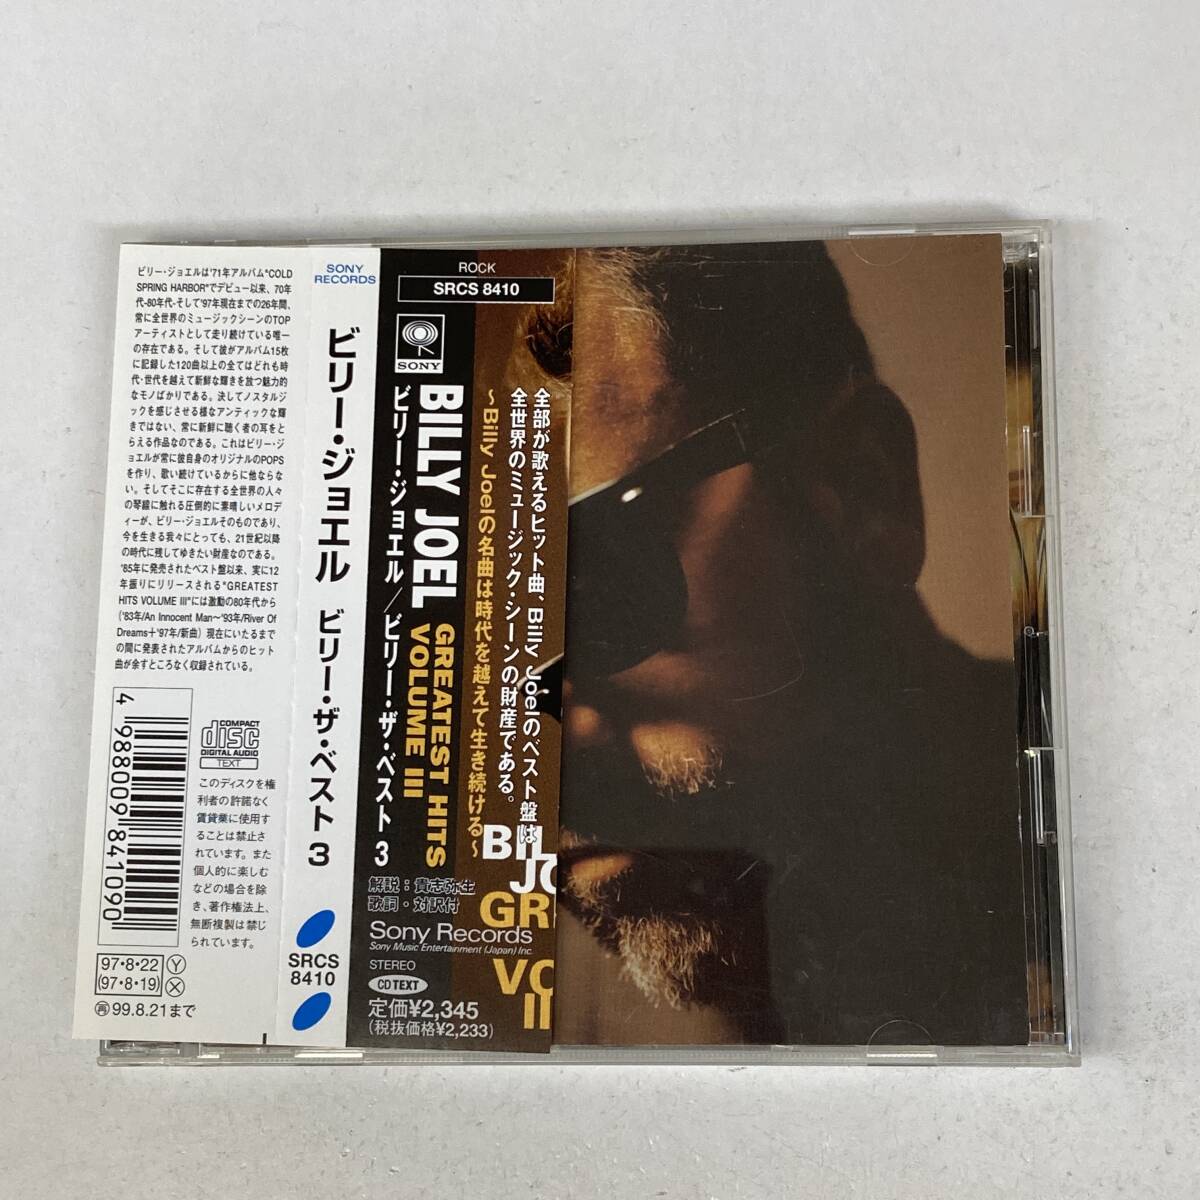 ビリー・ジョエルは'71年アルバム"COLD
SPRING HARBOR"でデビュー以来、70年
代-80年代-そして'97年現在までの26年間、
常に全世界のミュージックシーンのTOP
アーティストとして走り続けている唯一
の存在である。そして彼がアルバム15枚
に記録した120曲以上の全てはどれも時
代・世代を越えて新鮮な輝きを放つ魅力的
なモノばかりである。決してノスタルジ
ックを感じさせる様なアンティックな輝
きではない、常に新鮮に聴く者の耳をと
らえる作品なのである。これはビリー・ジ
ョエルが常に彼自身のオリジナルのPOPS
を作り、歌い続けているからに他ならな
い。そしてそこに存在する全世界の人々
の琴線に触れる圧倒的に素晴しいメロデ
ィーが、ビリー・ジョエルそのものであり、
今を生きる我々にとっても、21世紀以降
の時代に残してゆきたい財産なのである。
'85年に発売されたベスト盤以来、実に12
年振りにリリースされる"GREATEST
HITS VOLUME III"には激動の80年代から
('83年/An Innocent Man〜'93年/River Of
Dreams+'97年/新曲) 現在にいたるまで
の間に発表されたアルバムからのヒット
曲が余すところなく収録されている。
4 988009 841090
COMPACT
disc
DIGITAL AUDIO
TEXT
このディスクを権
利者の許諾なく
賃貸業に使用す
ることは禁止さ
れています。また
個人的に楽しむ
などの場合を除
き、著作権法上、
無断複製は禁じ
られています。
97・8・22 Y
(97・8・19) X
再99.8.21まで
SONY
RECORDS
ビリー・ジョエル ビリー・ザ・ベスト 3
SRCS
8410
ROCK
SRCS 8410
SONY
BILLY JOEL
GREATEST HITS
VOLUME III
ビリー・ジョエル/ビリー・ザ・ベスト 3
全部が歌えるヒット曲、Billy Joelのベスト盤は
全世界のミュージック・シーンの財産である。
〜Billy Joelの名曲は時代を越えて生き続ける〜
解説:貴志弥生
歌詞・対訳付
Sony Records
Sony Music Entertainment (Japan) Inc.
STEREO
CD TEXT
定価¥2,345
(税抜価格¥2,233)
BIL
JO
GR
VO
II